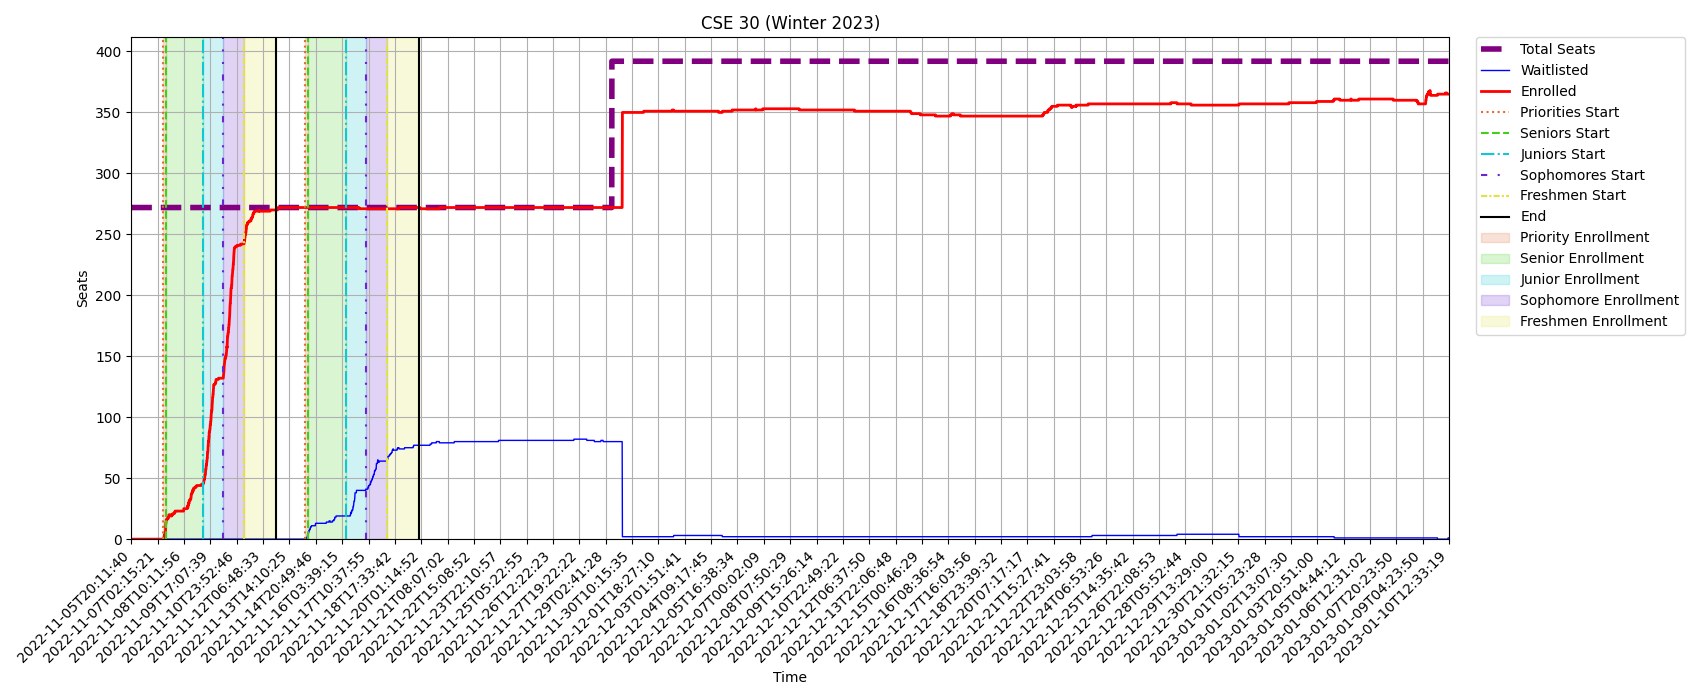 CSE 30 (Winter 2023)
400
350
300
250
200
150
100
50
0
Seats
Time
2022-11-05T20:11:40
2022-11-07T02:15:21
2022-11-08T10:11:56
2022-11-09T17:07:39
2022-11-10T23:52:46
2022-11-12T06:48:33
2022-11-13T14:10:25
2022-11-14T20:49:46
2022-11-16T03:39:15
2022-11-17T10:37:55
2022-11-18T17:33:42
2022-11-20T01:14:52
2022-11-21T08:07:02
2022-11-22T15:08:52
2022-11-23T22:10:57
2022-11-25T05:22:55
2022-11-26T12:22:23
2022-11-27T19:22:22
2022-11-29T02:41:28
2022-11-30T10:15:35
2022-12-01T18:27:10
2022-12-03T01:51:41
2022-12-04T09:17:45
2022-12-05T16:38:34
2022-12-07T00:02:09
2022-12-08T07:50:29
2022-12-09T15:26:14
2022-12-10T22:49:22
2022-12-12T06:37:50
2022-12-13T22:06:48
2022-12-15T00:46:29
2022-12-16T08:36:54
2022-12-17T16:03:56
2022-12-18T23:39:32
2022-12-20T07:17:17
2022-12-21T15:27:41
2022-12-22T23:03:58
2022-12-24T06:53:26
2022-12-25T14:35:42
2022-12-26T22:08:53
2022-12-28T05:52:44
2022-12-29T13:29:00
2022-12-30T21:32:15
2023-01-01T05:23:28
2023-01-02T13:07:30
2023-01-03T20:51:00
2023-01-05T04:44:12
2023-01-06T12:31:02
2023-01-07T20:23:50
2023-01-09T04:23:50
2023-01-10T12:33:19
Total Seats
Waitlisted
Enrolled
Priorities Start
Seniors Start
Juniors Start
Sophomores Start
Freshmen Start
End
Priority Enrollment
Senior Enrollment
Junior Enrollment
Sophomore Enrollment
Freshmen Enrollment